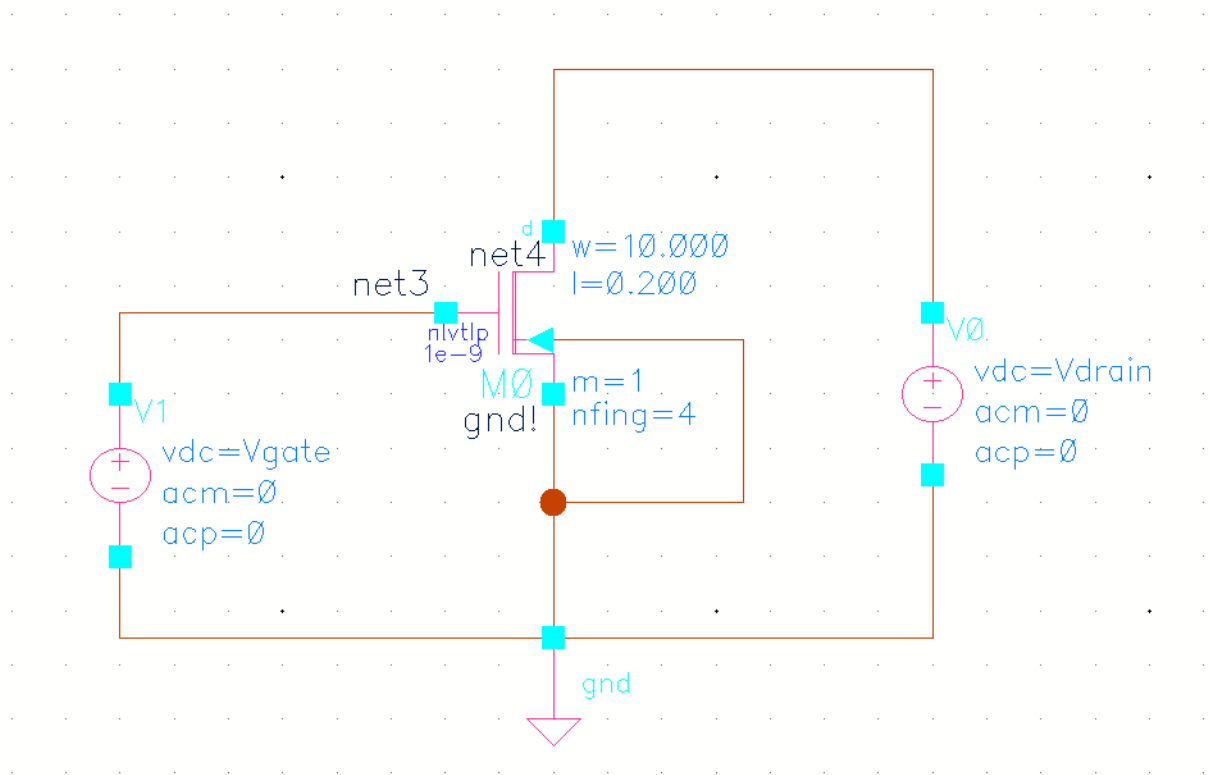 d
w=10.000
net4
l=0.200
net3
nlvtlp
1e-9
V0
vdc=Vdrain
M0
m=1
acm=0
V1
gnd!
nfing=4
acp=0
vdc=Vgate
acm=0
acp=0
gnd